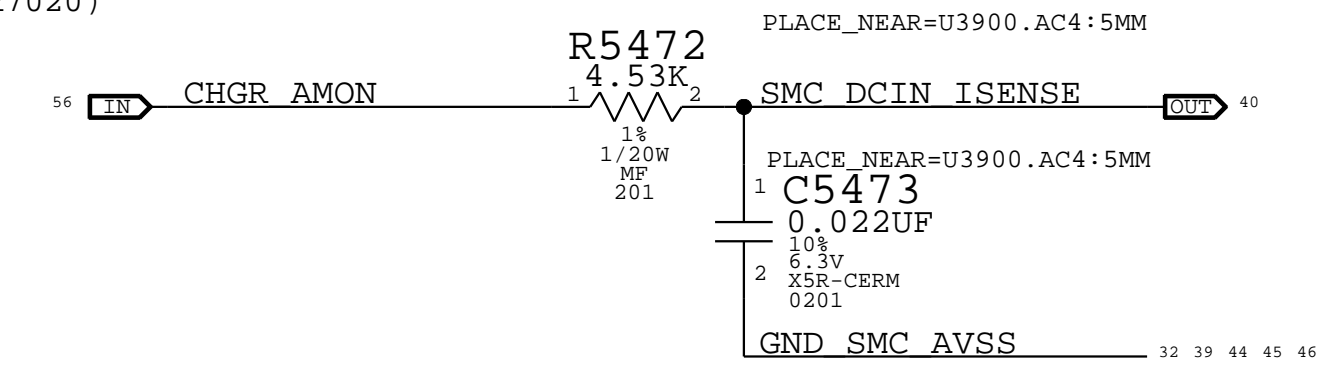 27020)
PLACE_NEAR=U3900.AC4:5MM
R5472
4.53K
56 IN CHGR_AMON 1 2 SMC_DCIN_ISENSE OUT 40
1%
1/20W
MF
201
PLACE_NEAR=U3900.AC4:5MM
1 C5473
0.022UF
10%
6.3V
2 X5R-CERM
0201
GND_SMC_AVSS 32 39 44 45 46